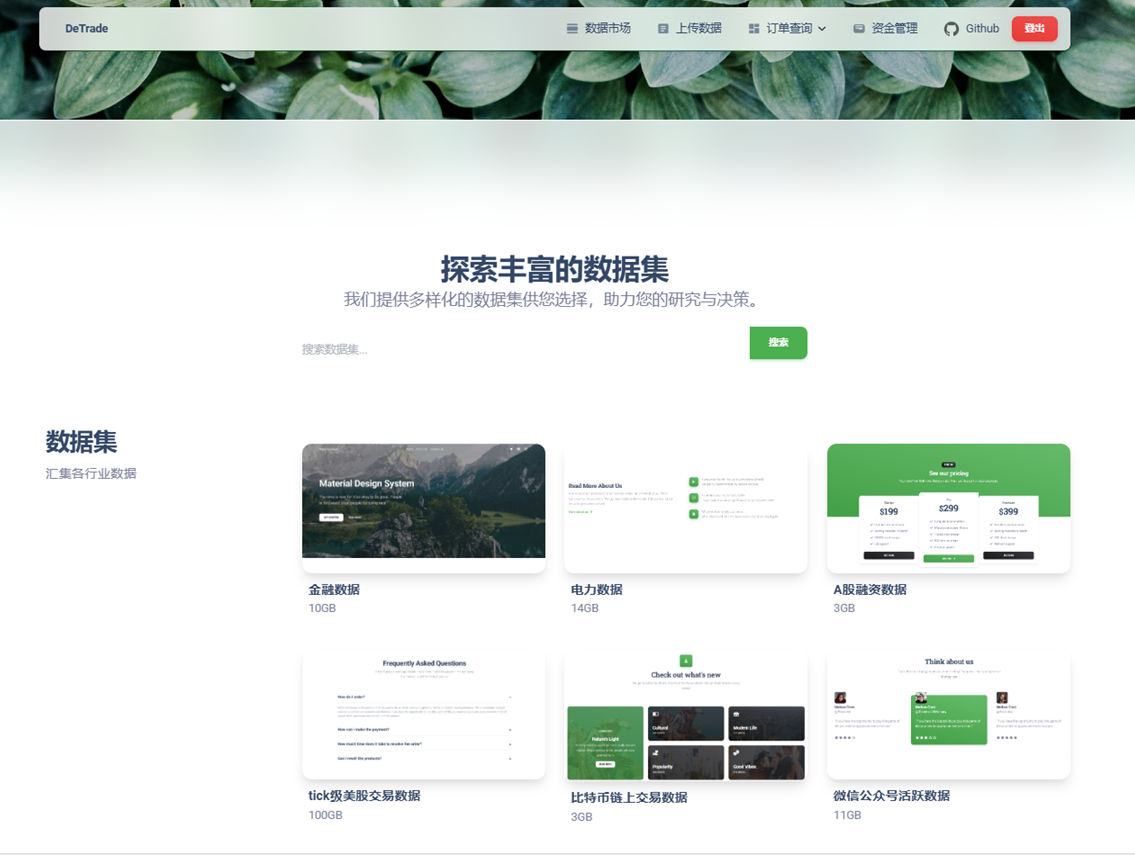 DeTrade
数据市场
上传数据
订单查询
资金管理
Github
登出
探索丰富的数据集
我们提供多样化的数据集供您选择，助力您的研究与决策。
搜索数据集...
搜索
数据集
汇集各行业数据
Material Design System
金融数据
10GB
Read More About Us
电力数据
14GB
See our pricing
$199
$299
$399
A股融资数据
3GB
Frequently Asked Questions
How do I order?
How can i make the payment?
How much time does it take to receive the order?
Can I resell the products?
tick级美股交易数据
100GB
Check out what's new
Nature's Light
Cultural
Modern Life
Popularity
Good Vibes
比特币链上交易数据
3GB
Think about us
微信公众号活跃数据
11GB